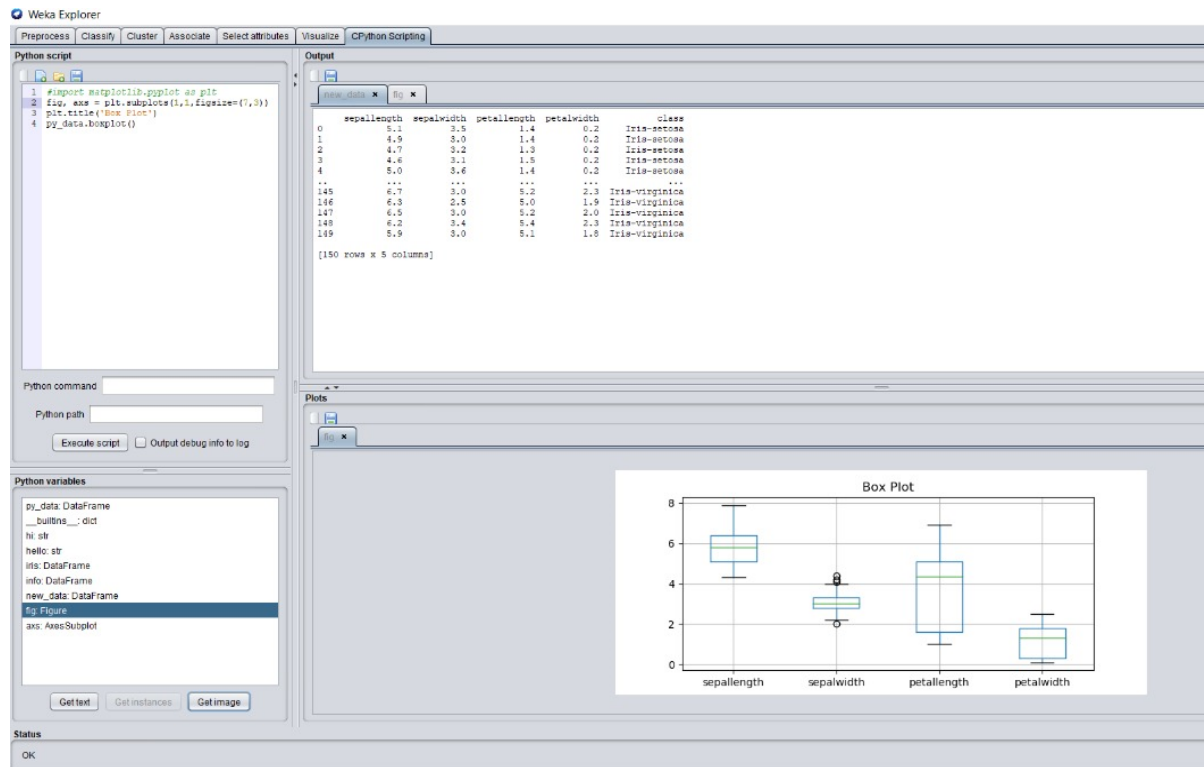 Weka Explorer
Preprocess Classify Cluster Associate Select attributes Visualize CPython Scripting
Python script
1 #import matplotlib.pyplot as plt
2 fig, axs = plt.subplots(1,1,figsize=(7,3))
3 plt.title('Box Plot')
4 py_data.boxplot()
Python command
Python path
Execute script Output debug info to log
Python variables
py_data: DataFrame
__builtins__: dict
hi: str
hello: str
iris: DataFrame
info: DataFrame
new_data: DataFrame
fig: Figure
axs: AxesSubplot
Get text Get instances Get image
Output
new_data × fig ×
sepallength sepalwidth petallength petalwidth class
0 5.1 3.5 1.4 0.2 Iris-setosa
1 4.9 3.0 1.4 0.2 Iris-setosa
2 4.7 3.2 1.3 0.2 Iris-setosa
3 4.6 3.1 1.5 0.2 Iris-setosa
4 5.0 3.6 1.4 0.2 Iris-setosa
.. ... ... ... ... ...
145 6.7 3.0 5.2 2.3 Iris-virginica
146 6.3 2.5 5.0 1.9 Iris-virginica
147 6.5 3.0 5.2 2.0 Iris-virginica
148 6.2 3.4 5.4 2.3 Iris-virginica
149 5.9 3.0 5.1 1.8 Iris-virginica
[150 rows x 5 columns]
Plots
fig ×
Box Plot
8
6
4
2
0
sepallength sepalwidth petallength petalwidth
Status
OK